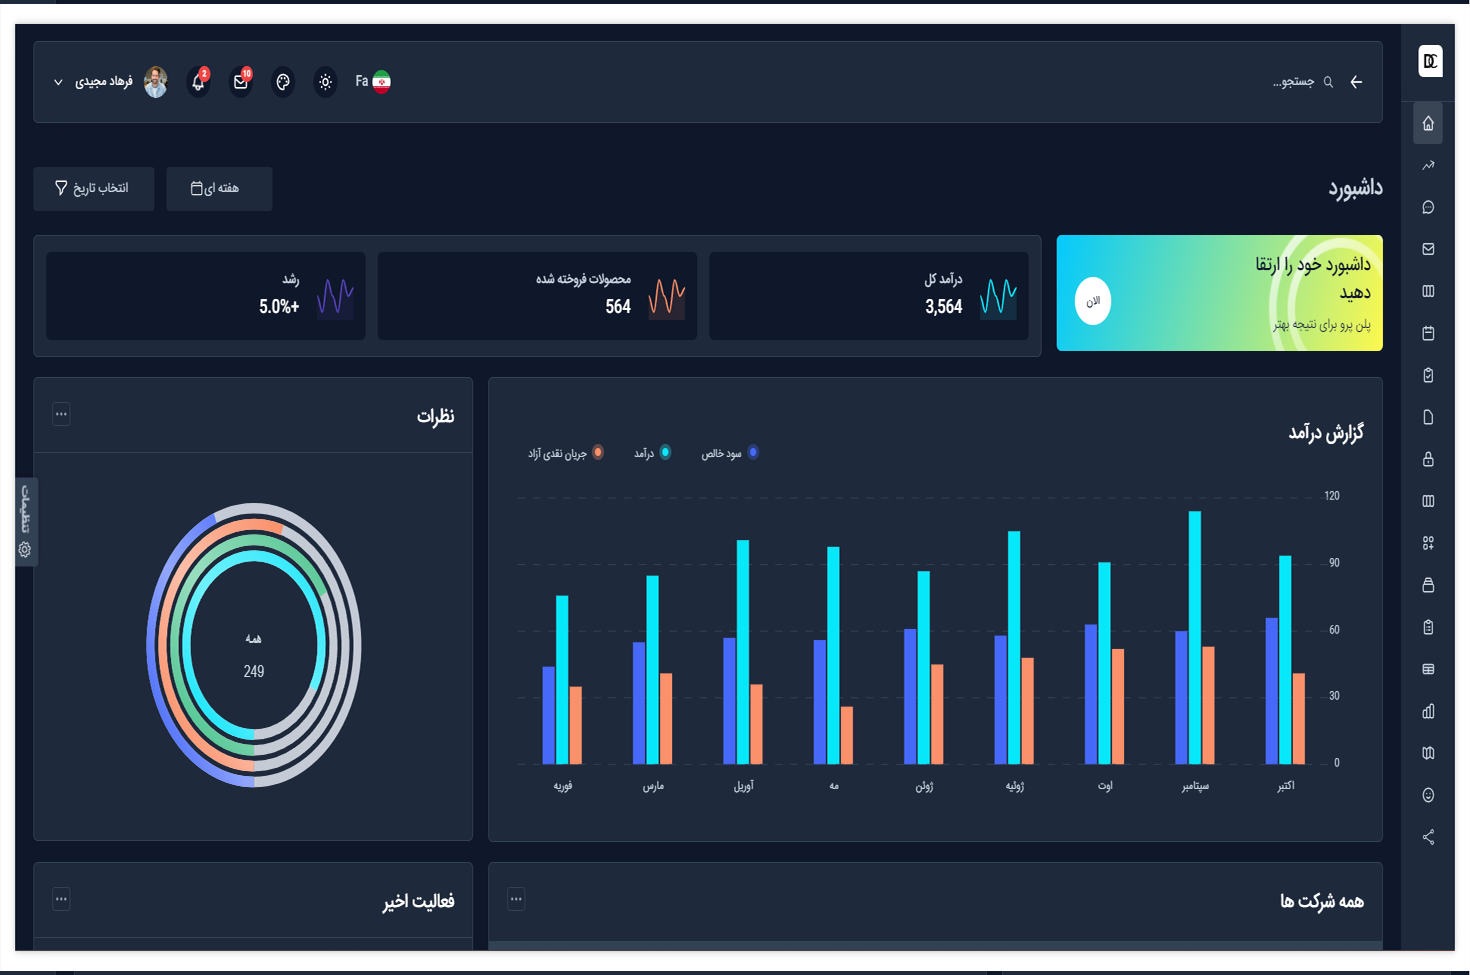 DC
جستجو...
Fa
10
2
فرهاد مجیدی
داشبورد
هفته ای
انتخاب تاریخ
داشبورد خود را ارتقا
دهید
پلن پرو برای نتیجه بهتر
الان
درآمد کل
3,564
محصولات فروخته شده
564
رشد
5.0%+
گزارش درآمد
سود خالص
درآمد
جریان نقدی آزاد
120
90
60
30
0
اکتبر
سپتامبر
اوت
ژوئیه
ژوئن
مه
آوریل
مارس
فوریه
نظرات
همه
249
تنظیمات
همه شرکت ها
فعالیت اخیر